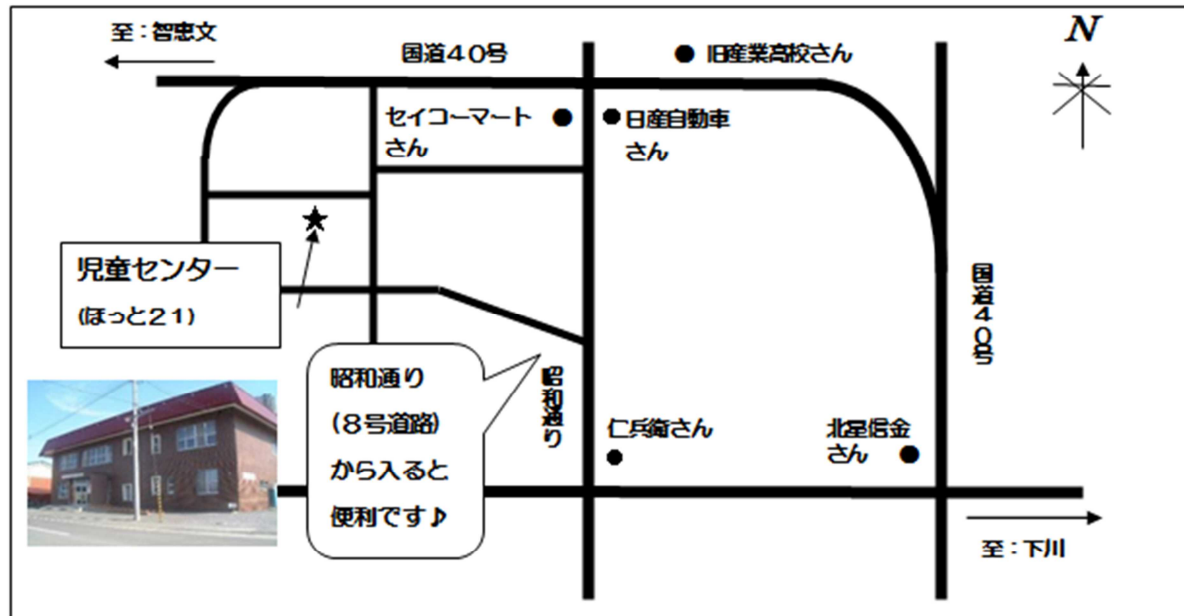 至：智恵文
国道４０号
● 旧産業高校さん
N
セイコーマート ●
さん
● 日産自動車
さん
児童センター
(ほっと２１)
国道４０号
昭和通り
(８号道路)
から入ると
便利です♪
昭和通り
仁兵衛さん
北星信金
さん
至：下川